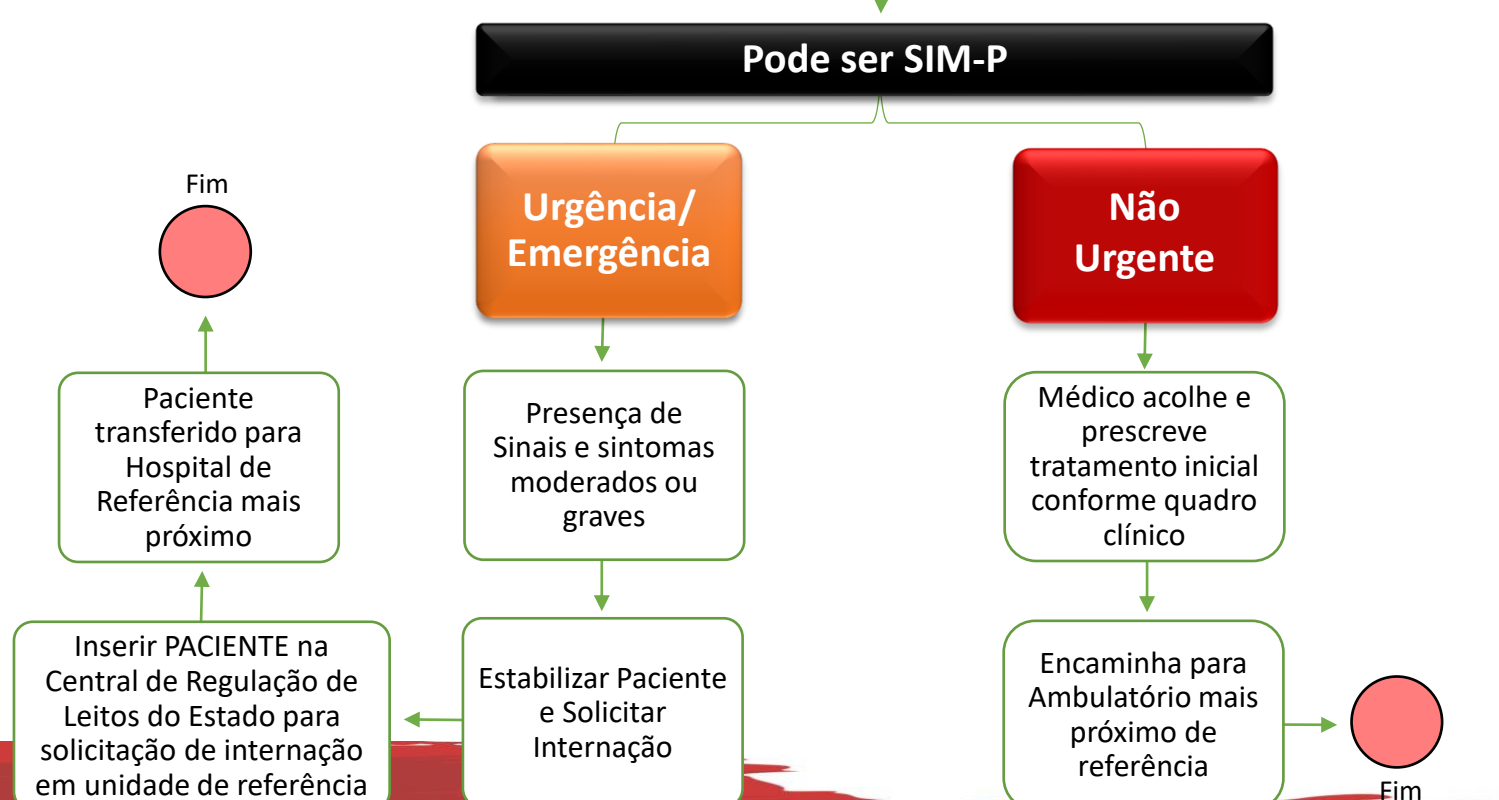 Pode ser SIM-P
Urgência/
Emergência
Não
Urgente
Fim
Paciente
transferido para
Hospital de
Referência mais
próximo
Presença de
Sinais e sintomas
moderados ou
graves
Médico acolhe e
prescreve
tratamento inicial
conforme quadro
clínico
Inserir PACIENTE na
Central de Regulação de
Leitos do Estado para
solicitação de internação
em unidade de referência
Estabilizar Paciente
e Solicitar
Internação
Encaminha para
Ambulatório mais
próximo de
referência
Fim